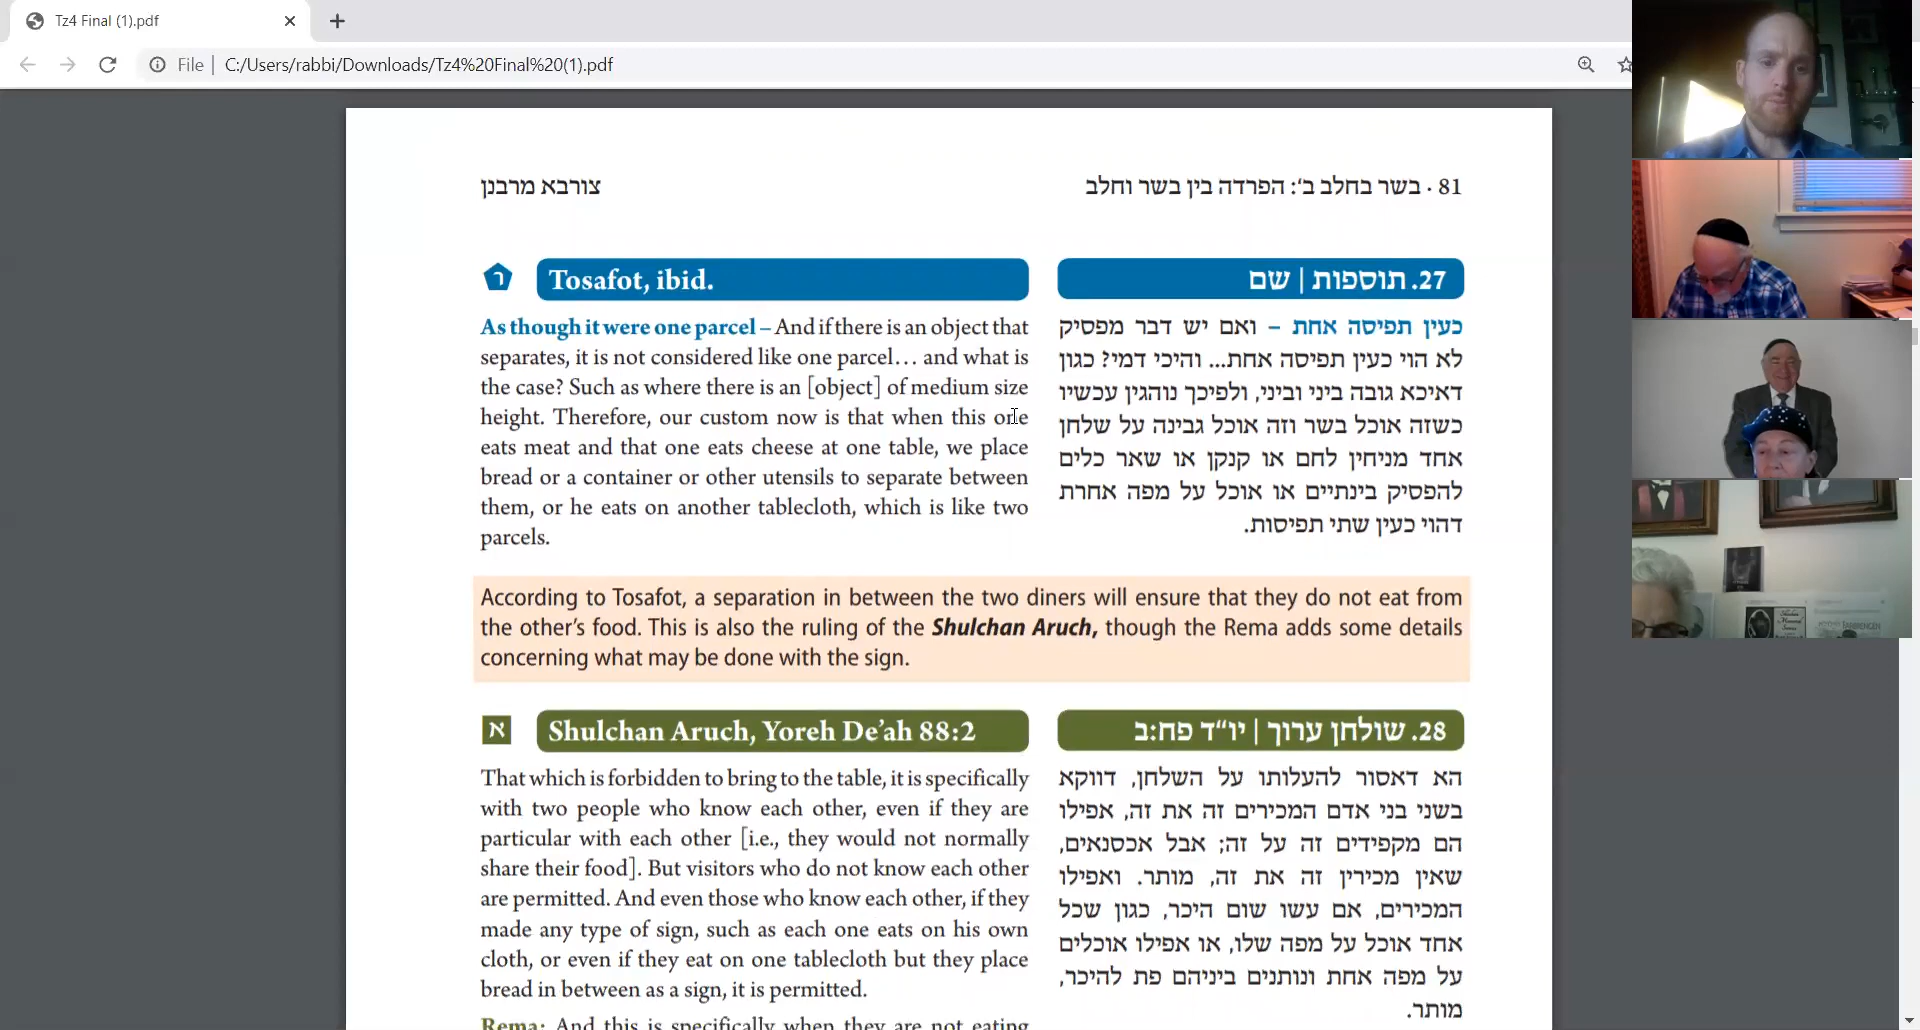 Tz4 Final (1).pdf
File | C:/Users/rabbi/Downloads/Tz4%20Final%20(1).pdf
81 · בשר בחלב ב': הפרדה בין בשר וחלב
צורבא מרבנן
27. תוספות | שם
כעין תפיסה אחת – ואם יש דבר מפסיק
לא הוי כעין תפיסה אחת... והיכי דמי? כגון
דאיכא גובה ביני וביני, ולפיכך נוהגין עכשיו
כשזה אוכל בשר וזה אוכל גבינה על שלחן
אחד מניחין לחם או קנקן או שאר כלים
להפסיק בינתיים או אוכל על מפה אחרת
דהוי כעין שתי תפיסות.
ר
Tosafot, ibid.
As though it were one parcel – And if there is an object that
separates, it is not considered like one parcel… and what is
the case? Such as where there is an [object] of medium size
height. Therefore, our custom now is that when this one
eats meat and that one eats cheese at one table, we place
bread or a container or other utensils to separate between
them, or he eats on another tablecloth, which is like two
parcels.
According to Tosafot, a separation in between the two diners will ensure that they do not eat from
the other's food. This is also the ruling of the Shulchan Aruch, though the Rema adds some details
concerning what may be done with the sign.
28. שולחן ערוך | יו"ד פח:ב
הא דאסור להעלותו על השלחן, דווקא
בשני בני אדם המכירים זה את זה, אפילו
הם מקפידים זה על זה; אבל אכסנאים,
שאין מכירין זה את זה, מותר. ואפילו
המכירים, אם עשו שום היכר, כגון שכל
אחד אוכל על מפה שלו, או אפילו אוכלים
על מפה אחת ונותנים ביניהם פת להיכר,
מותר.
א
Shulchan Aruch, Yoreh De'ah 88:2
That which is forbidden to bring to the table, it is specifically
with two people who know each other, even if they are
particular with each other [i.e., they would not normally
share their food]. But visitors who do not know each other
are permitted. And even those who know each other, if they
made any type of sign, such as each one eats on his own
cloth, or even if they eat on one tablecloth but they place
bread in between as a sign, it is permitted.
Rema: And this is specifically when they are not eating